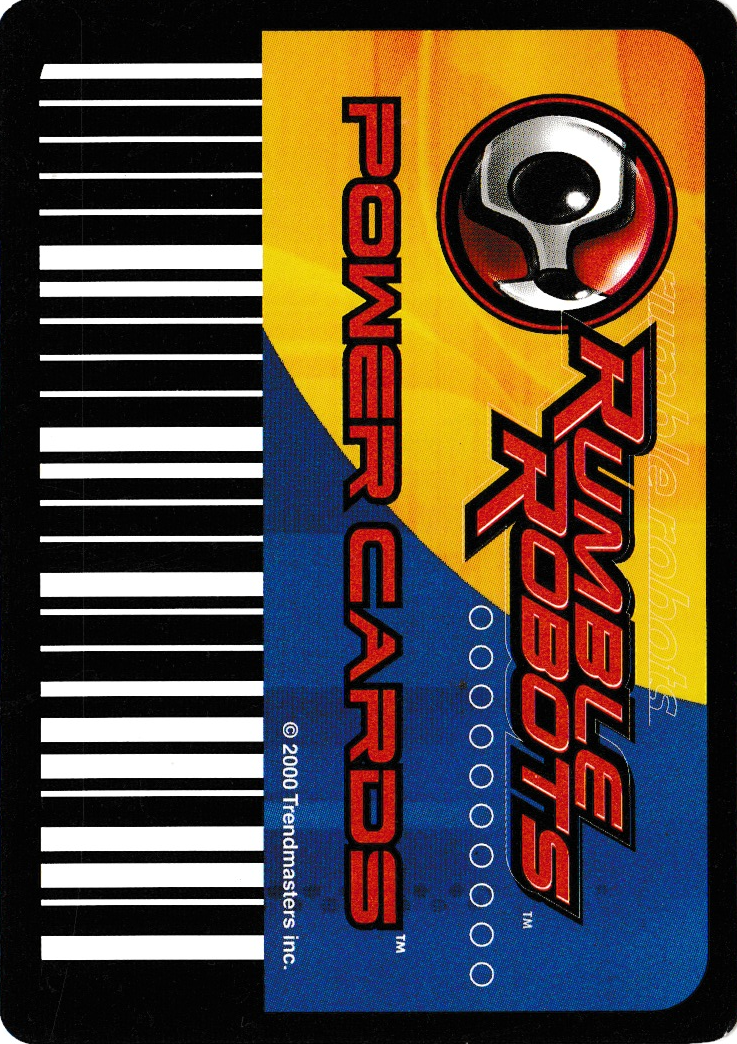 rumble robots
RUMBLE
ROBOTS™
POWER CARDS™
© 2000 Trendmasters inc.